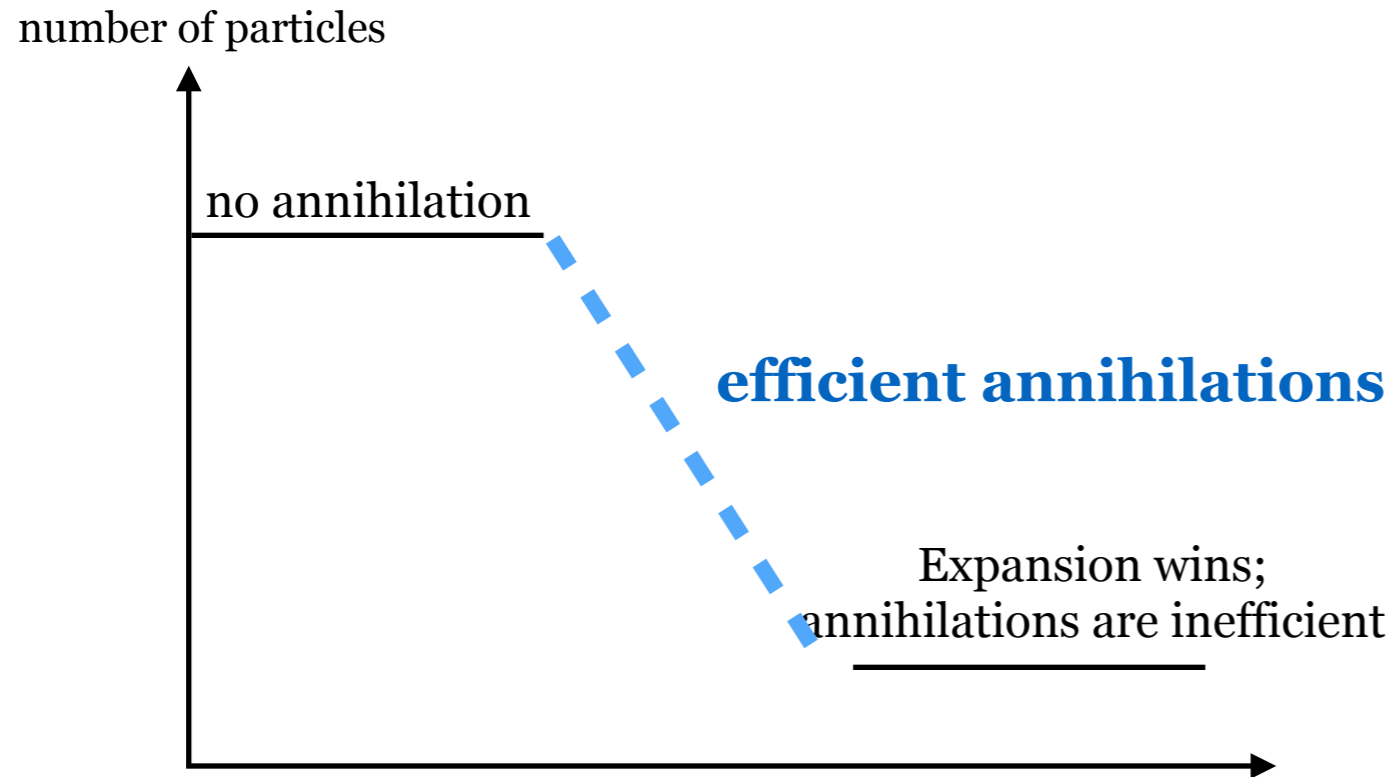 number of particles
no annihilation
efficient annihilations
Expansion wins;
annihilations are inefficient